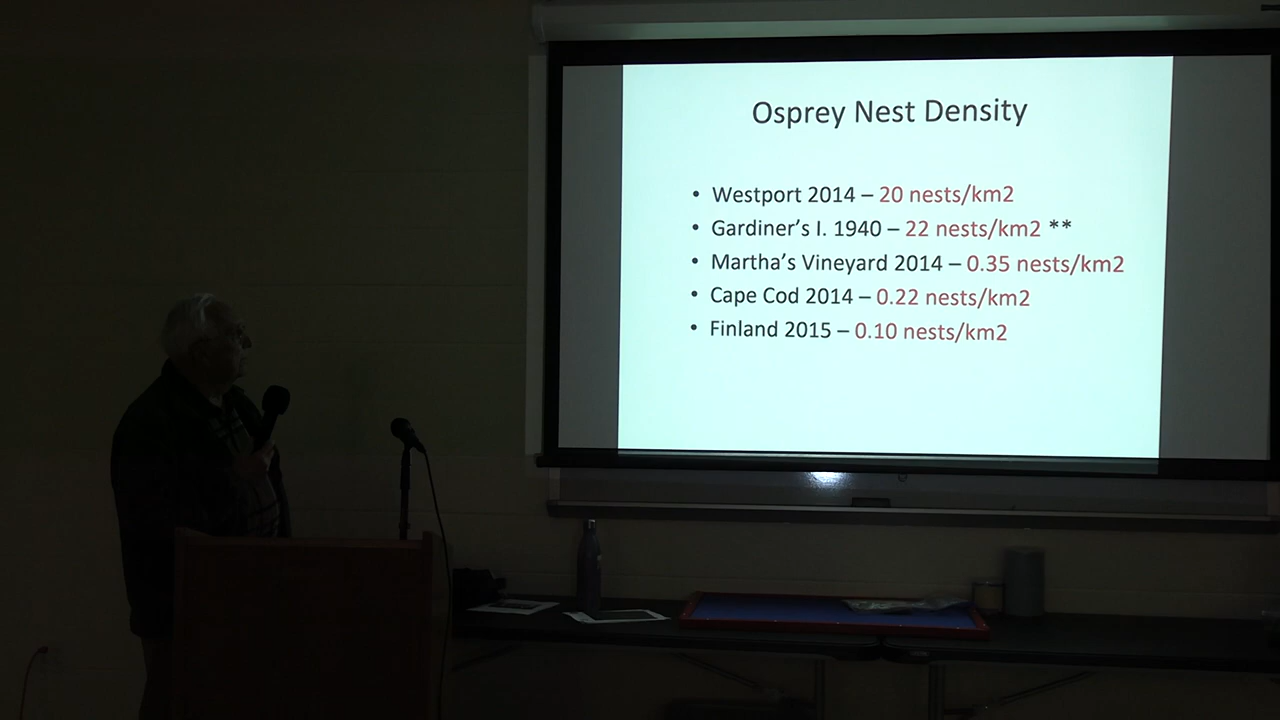 Osprey Nest Density
• Westport 2014 – 20 nests/km2
• Gardiner’s I. 1940 – 22 nests/km2 **
• Martha’s Vineyard 2014 – 0.35 nests/km2
• Cape Cod 2014 – 0.22 nests/km2
• Finland 2015 – 0.10 nests/km2